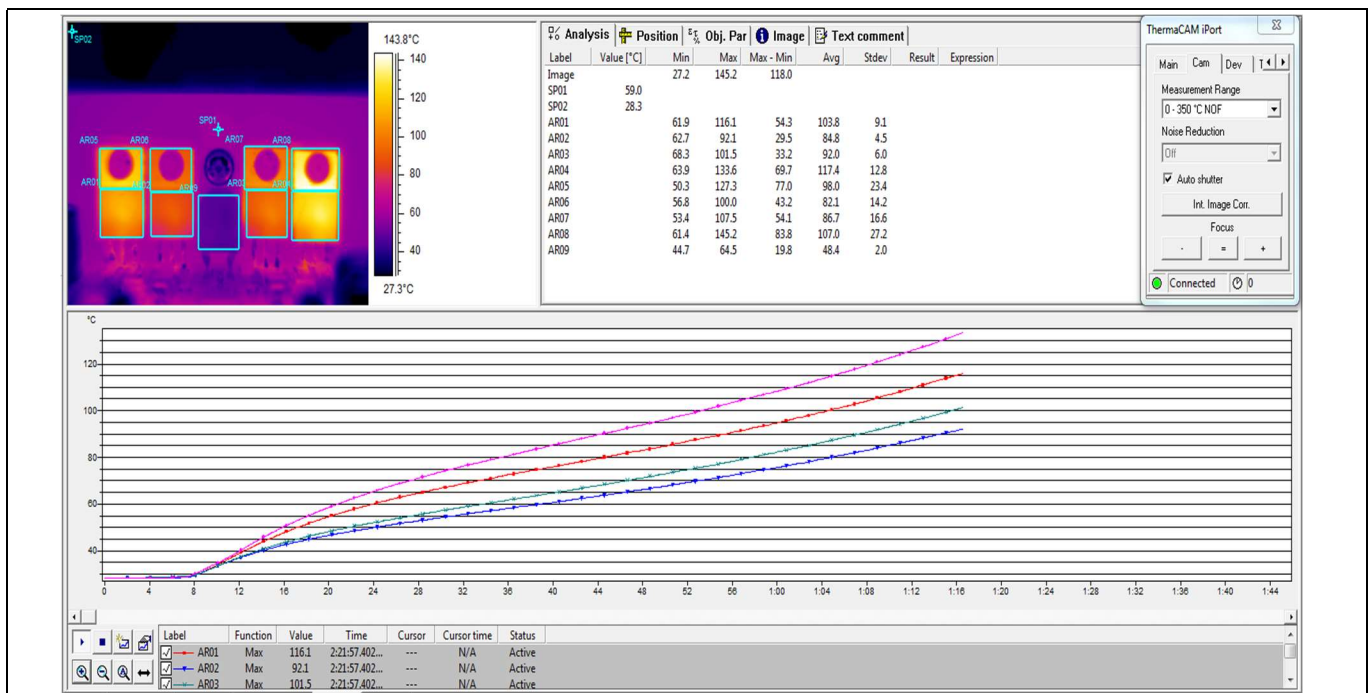 SP02
143.8°C
140
120
100
80
60
40
27.3°C
SP01
AR05 AR06 AR07 AR08
AR01 AR09 AR03
Analysis Position Obj. Par Image Text comment
Label Value [°C] Min Max Max - Min Avg Stdev Result Expression
Image 27.2 145.2 118.0
SP01 59.0
SP02 28.3
AR01 61.9 116.1 54.3 103.8 9.1
AR02 62.7 92.1 29.5 84.8 4.5
AR03 68.3 101.5 33.2 92.0 6.0
AR04 63.9 133.6 69.7 117.4 12.8
AR05 50.3 127.3 77.0 98.0 23.4
AR06 56.8 100.0 43.2 82.1 14.2
AR07 53.4 107.5 54.1 86.7 16.6
AR08 61.4 145.2 83.8 107.0 27.2
AR09 44.7 64.5 19.8 48.4 2.0
ThermaCAM iPort
Main Cam Dev
Measurement Range
0 - 350 °C NOF
Noise Reduction
Off
Auto shutter
Int. Image Corr.
Focus
- = +
Connected 0
°C
120
100
80
60
40
0 4 8 12 16 20 24 28 32 36 40 44 48 52 56 1:00 1:04 1:08 1:12 1:16 1:20 1:24 1:28 1:32 1:36 1:40 1:44
Label Function Value Time Cursor Cursor time Status
AR01 Max 116.1 2:21:57.402... --- N/A Active
AR02 Max 92.1 2:21:57.402... --- N/A Active
AR03 Max 101.5 2:21:57.402... --- N/A Active